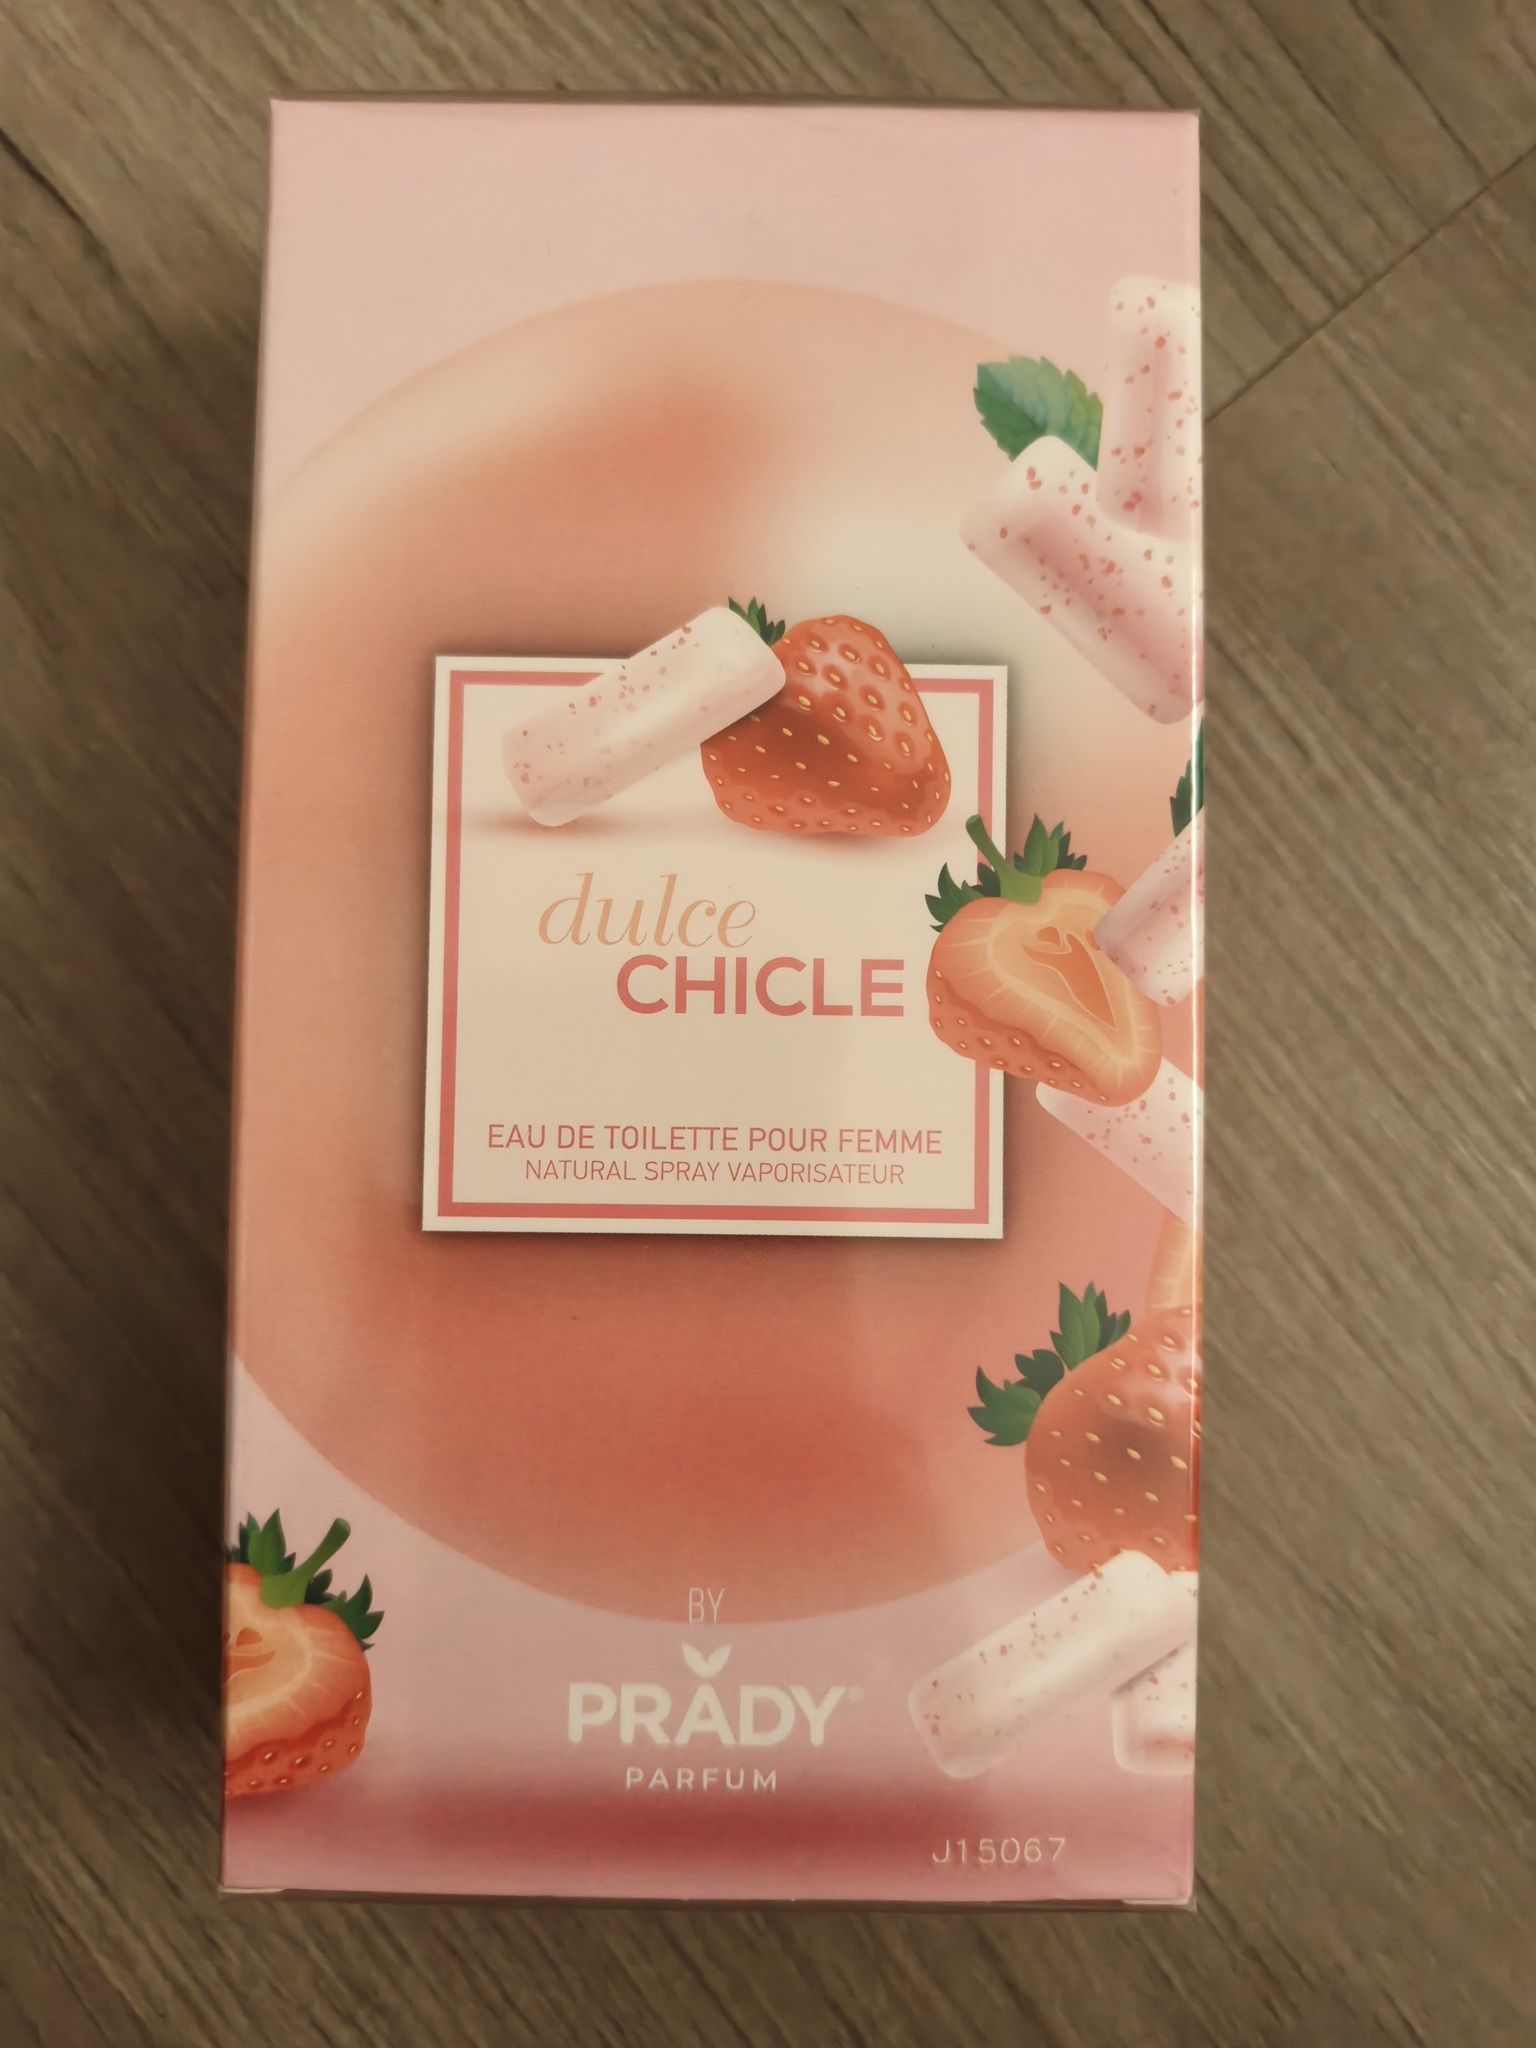 dulce
CHICLE
EAU DE TOILETTE POUR FEMME
NATURAL SPRAY VAPORISATEUR
BY
PRADY®
PARFUM
J15067